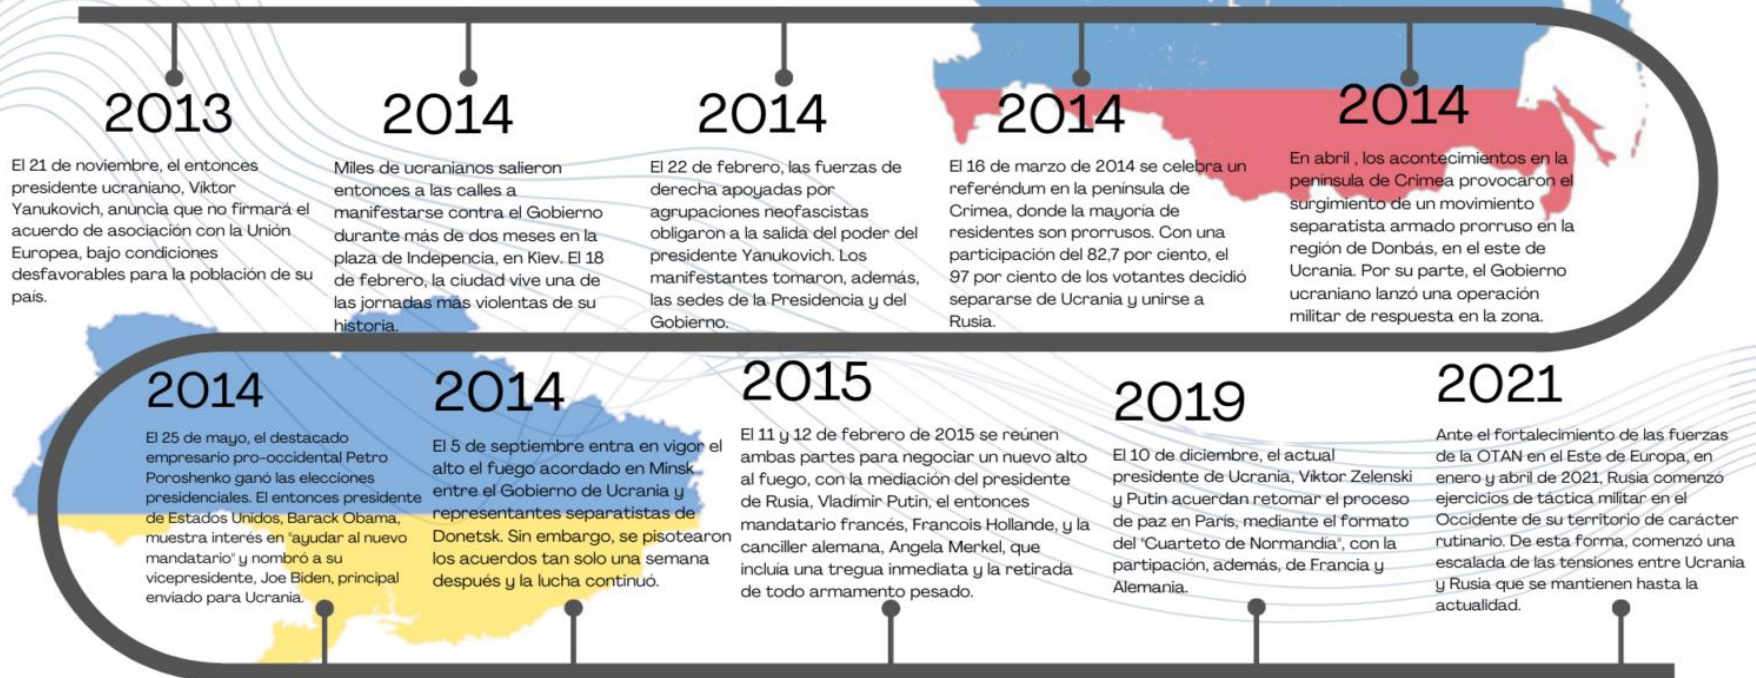 2013
El 21 de noviembre, el entonces
presidente ucraniano, Viktor
Yanukovich, anuncia que no firmará el
acuerdo de asociación con la Unión
Europea, bajo condiciones
desfavorables para la población de su
país.
2014
Miles de ucranianos salieron
entonces a las calles a
manifestarse contra el Gobierno
durante más de dos meses en la
plaza de Indepencia, en Kiev. El 18
de febrero, la ciudad vive una de
las jornadas más violentas de su
historia.
2014
El 22 de febrero, las fuerzas de
derecha apoyadas por
agrupaciones neofascistas
obligaron a la salida del poder del
presidente Yanukovich. Los
manifestantes tomaron, además,
las sedes de la Presidencia y del
Gobierno.
2014
El 16 de marzo de 2014 se celebra un
referéndum en la península de
Crimea, donde la mayoría de
residentes son prorrusos. Con una
participación del 82,7 por ciento, el
97 por ciento de los votantes decidió
separarse de Ucrania y unirse a
Rusia.
2014
En abril , los acontecimientos en la
península de Crimea provocaron el
surgimiento de un movimiento
separatista armado prorruso en la
región de Donbás, en el este de
Ucrania. Por su parte, el Gobierno
ucraniano lanzó una operación
militar de respuesta en la zona.
2014
El 25 de mayo, el destacado
empresario pro-occidental Petro
Poroshenko ganó las elecciones
presidenciales. El entonces presidente
de Estados Unidos, Barack Obama,
muestra interés en "ayudar al nuevo
mandatario" y nombró a su
vicepresidente, Joe Biden, principal
enviado para Ucrania.
2014
El 5 de septiembre entra en vigor el
alto el fuego acordado en Minsk
entre el Gobierno de Ucrania y
representantes separatistas de
Donetsk. Sin embargo, se pisotearon
los acuerdos tan solo una semana
después y la lucha continuó.
2015
El 11 y 12 de febrero de 2015 se reúnen
ambas partes para negociar un nuevo alto
al fuego, con la mediación del presidente
de Rusia, Vladimir Putin, el entonces
mandatario francés, Francois Hollande, y la
canciller alemana, Angela Merkel, que
incluía una tregua inmediata y la retirada
de todo armamento pesado.
2019
El 10 de diciembre, el actual
presidente de Ucrania, Viktor Zelenski
y Putin acuerdan retomar el proceso
de paz en París, mediante el formato
del "Cuarteto de Normandía", con la
partipación, además, de Francia y
Alemania.
2021
Ante el fortalecimiento de las fuerzas
de la OTAN en el Este de Europa, en
enero y abril de 2021, Rusia comenzó
ejercicios de táctica militar en el
Occidente de su territorio de carácter
rutinario. De esta forma, comenzó una
escalada de las tensiones entre Ucrania
y Rusia que se mantienen hasta la
actualidad.